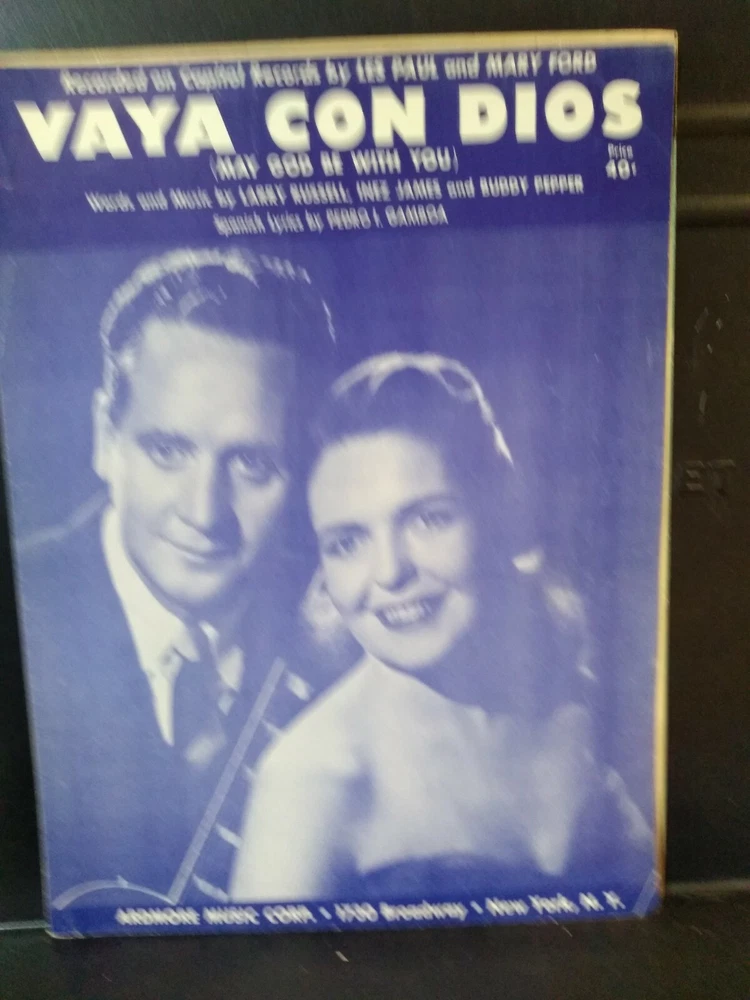 Recorded on Capitol Records by LES PAUL and MARY FORD
VAYA CON DIOS
(MAY GOD BE WITH YOU)
Price
40¢
Words and Music by LARRY RUSSELL, INEZ JAMES and BUDDY PEPPER
Spanish Lyrics by PEDRO I. GAMBOA
ARDMORE MUSIC CORP. • 1730 Broadway • New York, N. Y.